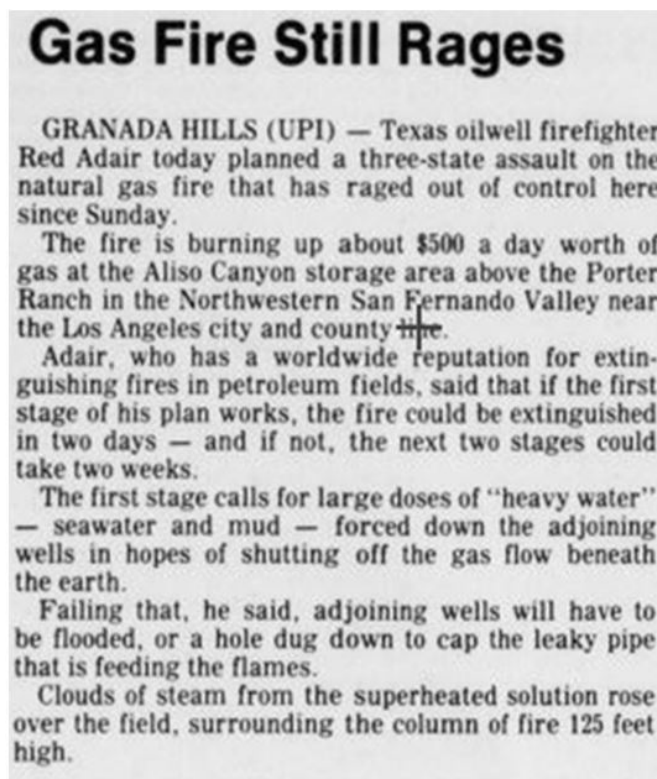 Gas Fire Still Rages
GRANADA HILLS (UPI) — Texas oilwell firefighter
Red Adair today planned a three-state assault on the
natural gas fire that has raged out of control here
since Sunday.
The fire is burning up about $500 a day worth of
gas at the Aliso Canyon storage area above the Porter
Ranch in the Northwestern San Fernando Valley near
the Los Angeles city and county line.
Adair, who has a worldwide reputation for extin-
guishing fires in petroleum fields, said that if the first
stage of his plan works, the fire could be extinguished
in two days — and if not, the next two stages could
take two weeks.
The first stage calls for large doses of "heavy water"
— seawater and mud — forced down the adjoining
wells in hopes of shutting off the gas flow beneath
the earth.
Failing that, he said, adjoining wells will have to
be flooded, or a hole dug down to cap the leaky pipe
that is feeding the flames.
Clouds of steam from the superheated solution rose
over the field, surrounding the column of fire 125 feet
high.